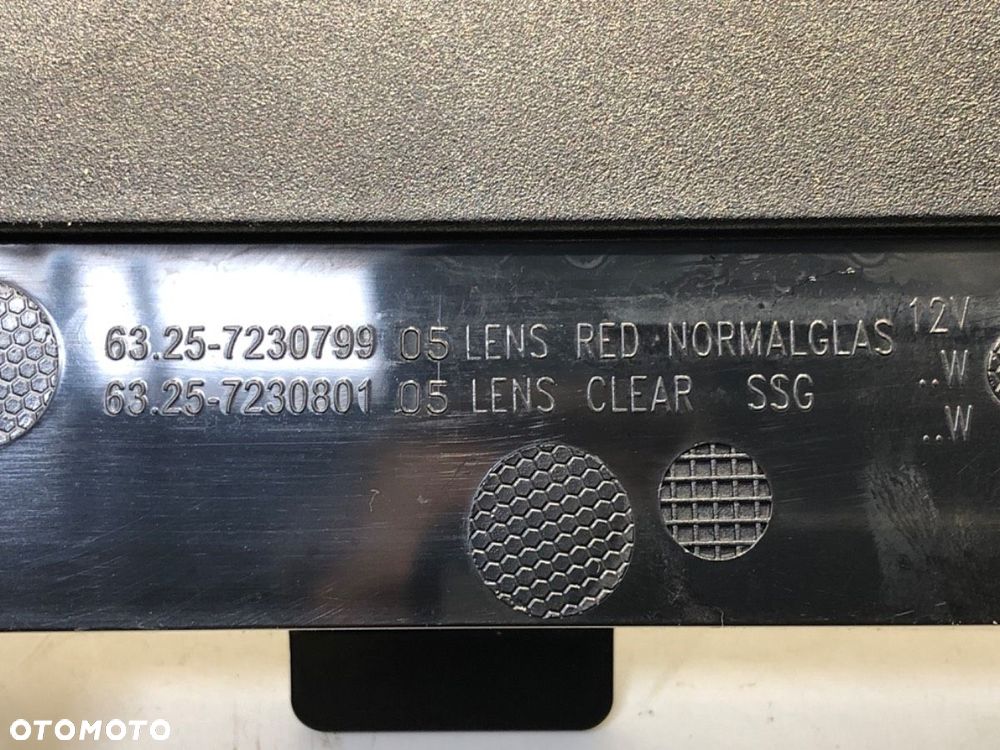 63.25-7230799 05 LENS RED NORMALGLAS 12V
..W
63.25-7230801 05 LENS CLEAR SSG
..W
OTOMOTO